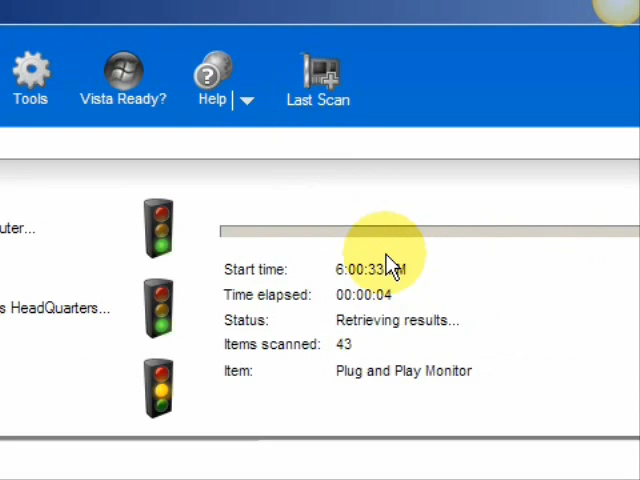 Tools
Vista Ready?
Help
Last Scan
uter...
s HeadQuarters...
Start time: 6:00:33 M
Time elapsed: 00:00:04
Status: Retrieving results...
Items scanned: 43
Item: Plug and Play Monitor